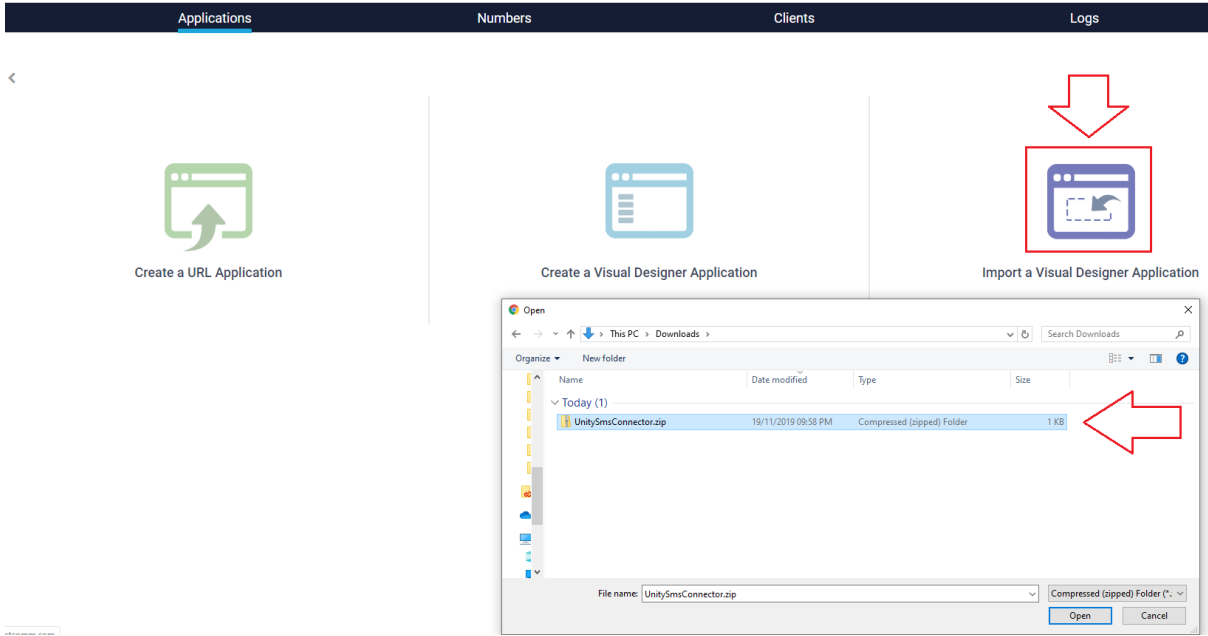 Applications Numbers Clients Logs
Create a URL Application
Create a Visual Designer Application
Import a Visual Designer Application
Open
This PC > Downloads >
Search Downloads
Organize New folder
Name Date modified Type Size
Today (1)
UnitySmsConnector.zip 19/11/2019 09:58 PM Compressed (zipped) Folder 1 KB
File name: UnitySmsConnector.zip Compressed (zipped) Folder (*.
Open Cancel